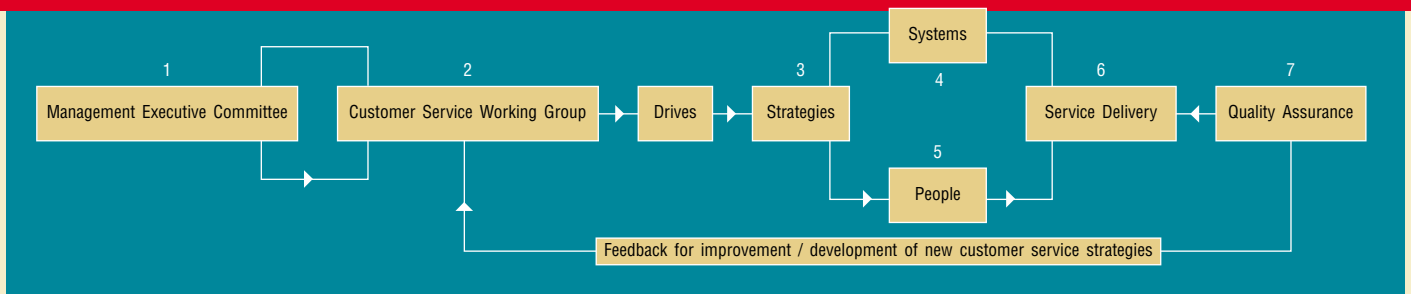 Systems
1
2
3
4
6
7
Management Executive Committee
Customer Service Working Group
Drives
Strategies
Service Delivery
Quality Assurance
5
People
Feedback for improvement / development of new customer service strategies